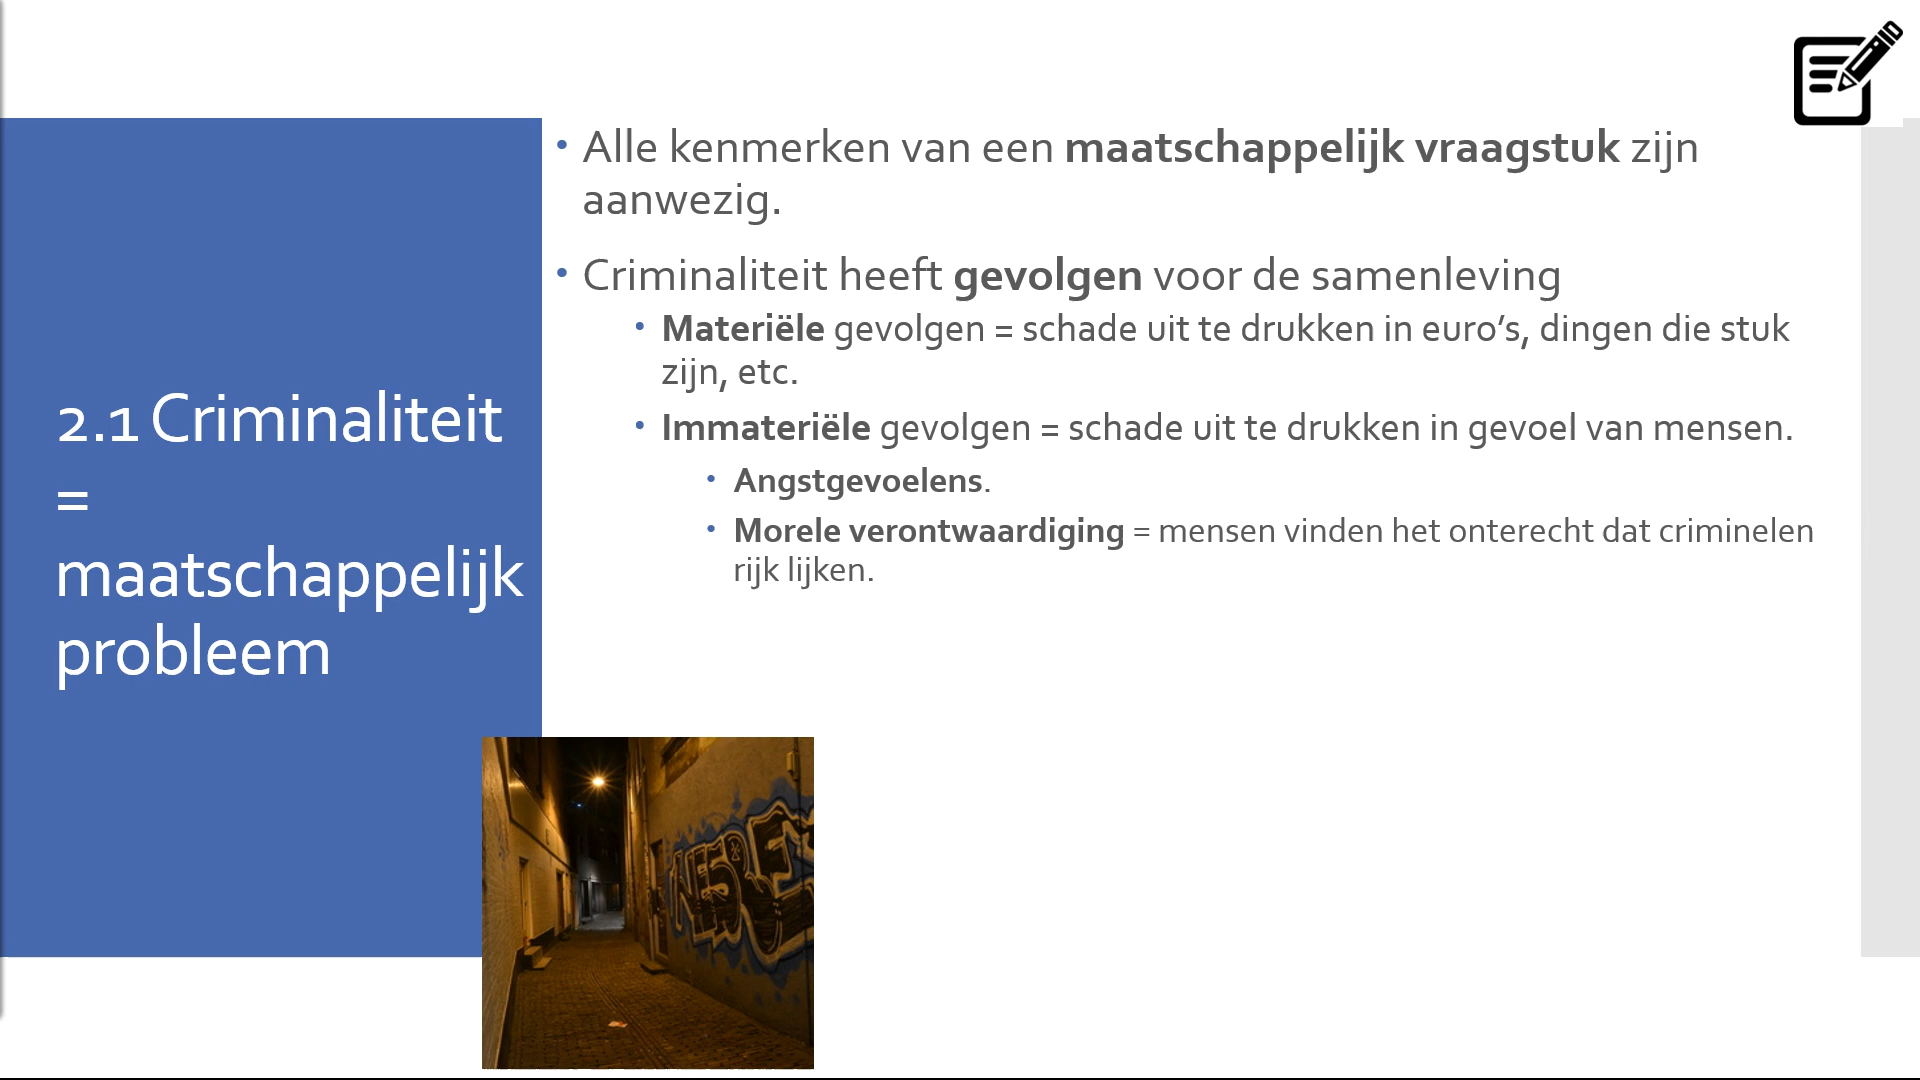 2.1 Criminaliteit
=
maatschappelijk
probleem
• Alle kenmerken van een maatschappelijk vraagstuk zijn
aanwezig.
• Criminaliteit heeft gevolgen voor de samenleving
• Materiële gevolgen = schade uit te drukken in euro’s, dingen die stuk
zijn, etc.
• Immateriële gevolgen = schade uit te drukken in gevoel van mensen.
• Angstgevoelens.
• Morele verontwaardiging = mensen vinden het onterecht dat criminelen
rijk lijken.